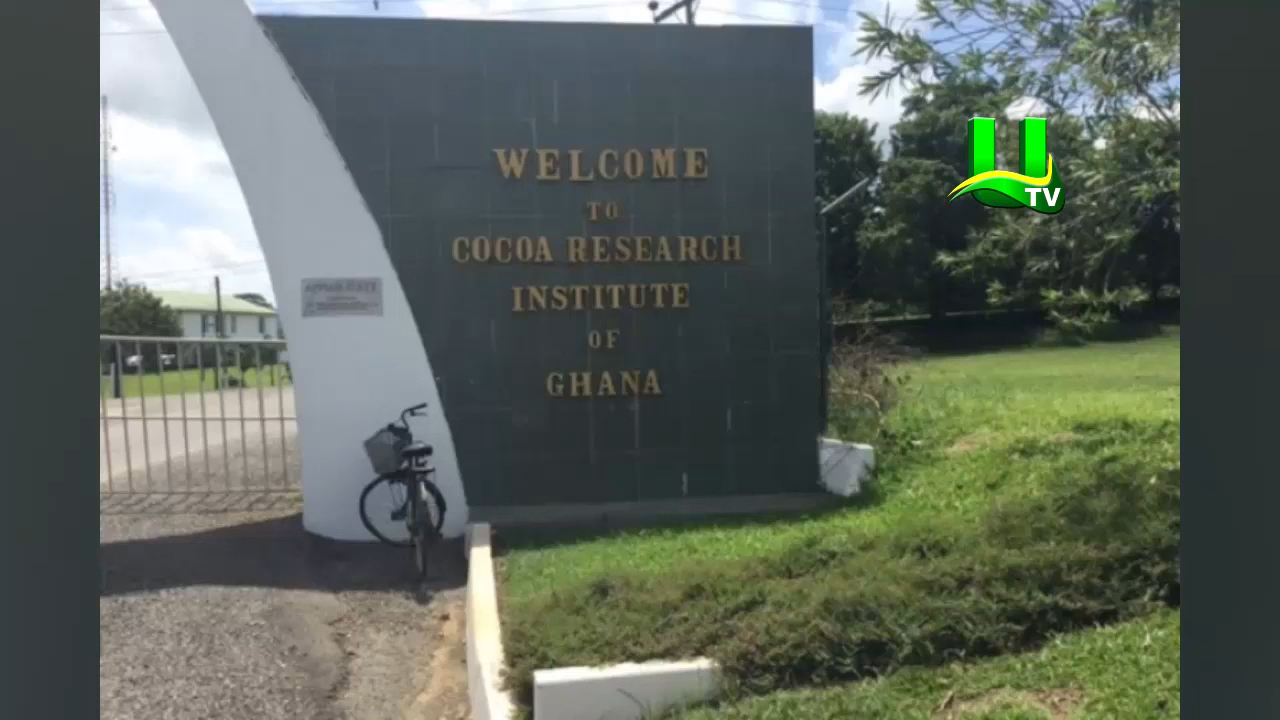 WELCOME
TO
COCOA RESEARCH
INSTITUTE
OF
GHANA
TV